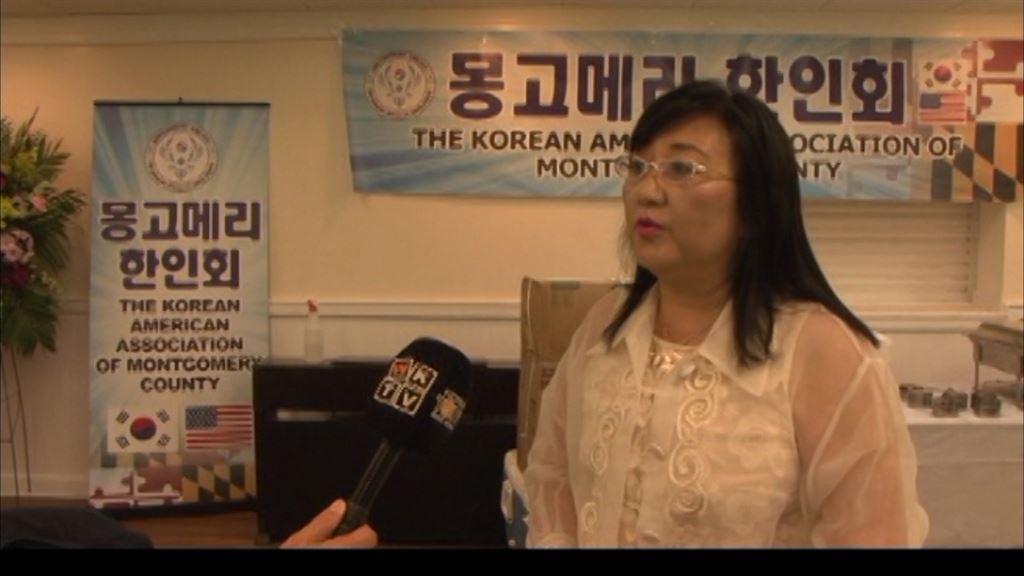 몽고메리 한인회
THE KOREAN AM OCIATION OF
MONT NTY
몽고메리
한인회
THE KOREAN
AMERICAN
ASSOCIATION
OF MONTGOMERY
COUNTY
K
TV